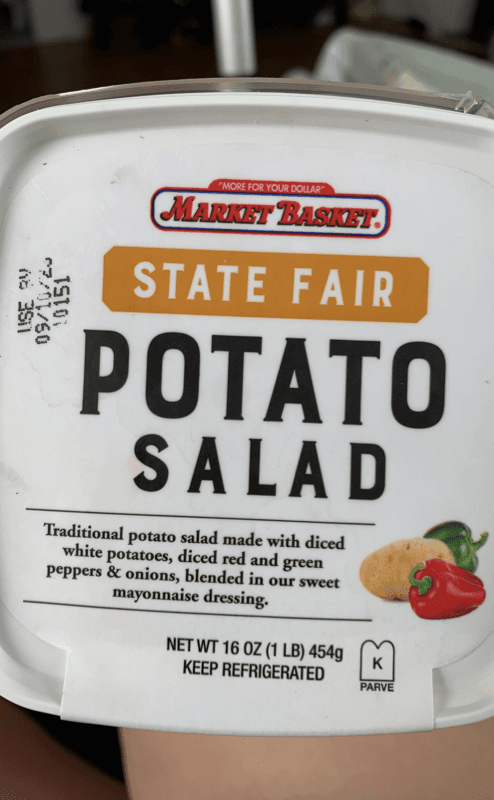 "MORE FOR YOUR DOLLAR"
MARKET BASKET®
STATE FAIR
POTATO
SALAD
USE BY
10151
Traditional potato salad made with diced
white potatoes, diced red and green
peppers & onions, blended in our sweet
mayonnaise dressing.
NET WT 16 OZ (1 LB) 454g
KEEP REFRIGERATED
K
PARVE